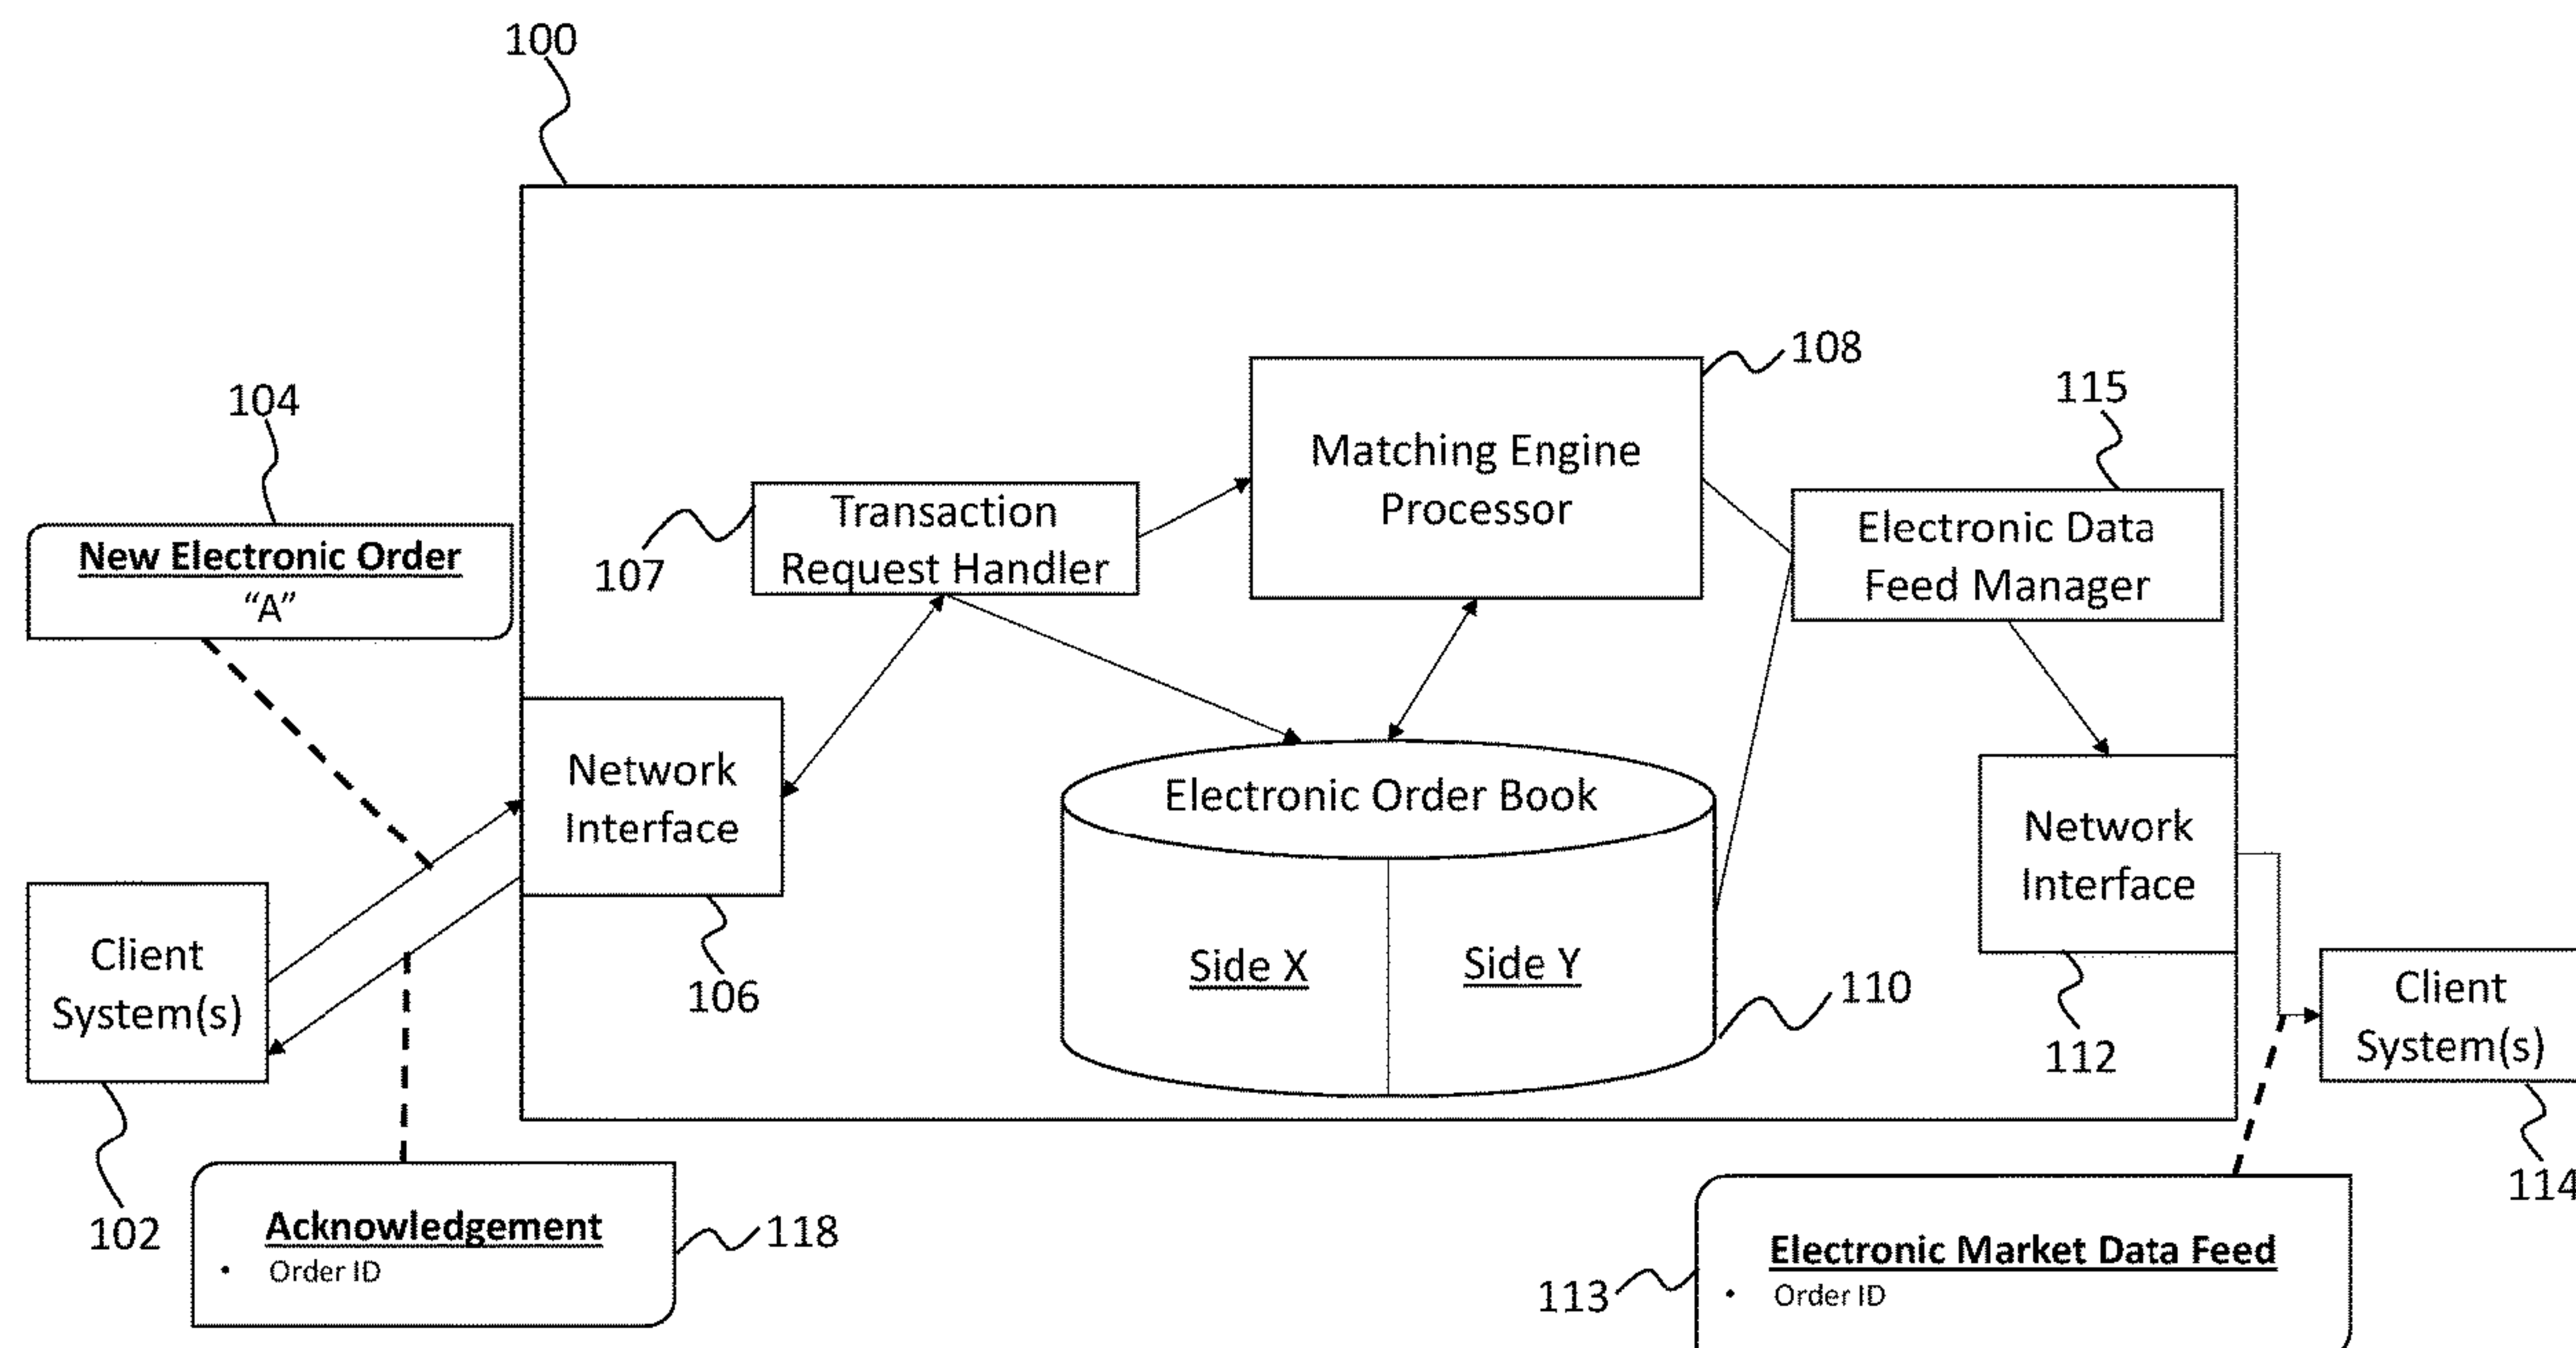 100
108
115
104
Matching Engine
Processor
Transaction
Request Handler
107
Electronic Data
Feed Manager
New Electronic Order
“A”
Network
Interface
106
Electronic Order Book
Side X
Side Y
110
Network
Interface
112
Client
System(s)
102
Client
System(s)
114
Acknowledgement
• Order ID
118
Electronic Market Data Feed
• Order ID
113